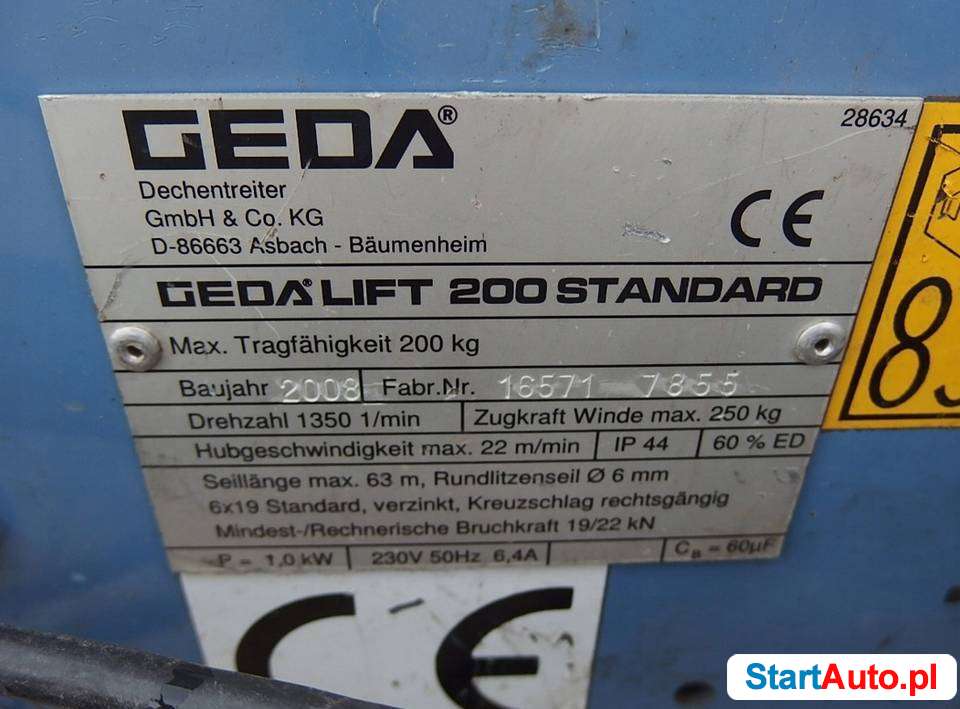 GEDA®
28634
Dechentreiter
GmbH & Co. KG
D-86663 Asbach - Bäumenheim
CE
GEDA® LIFT 200 STANDARD
Max. Tragfähigkeit 200 kg
Baujahr 2008 Fabr.Nr. 16571 7855
Drehzahl 1350 1/min Zugkraft Winde max. 250 kg
Hubgeschwindigkeit max. 22 m/min IP 44 60 % ED
Seillänge max. 63 m, Rundlitzenseil Ø 6 mm
6x19 Standard, verzinkt, Kreuzschlag rechtsgängig
Mindest-/Rechnerische Bruchkraft 19/22 kN
P = 1,0 kW 230V 50Hz 6,4A C_B = 60µF
CE
StartAuto.pl